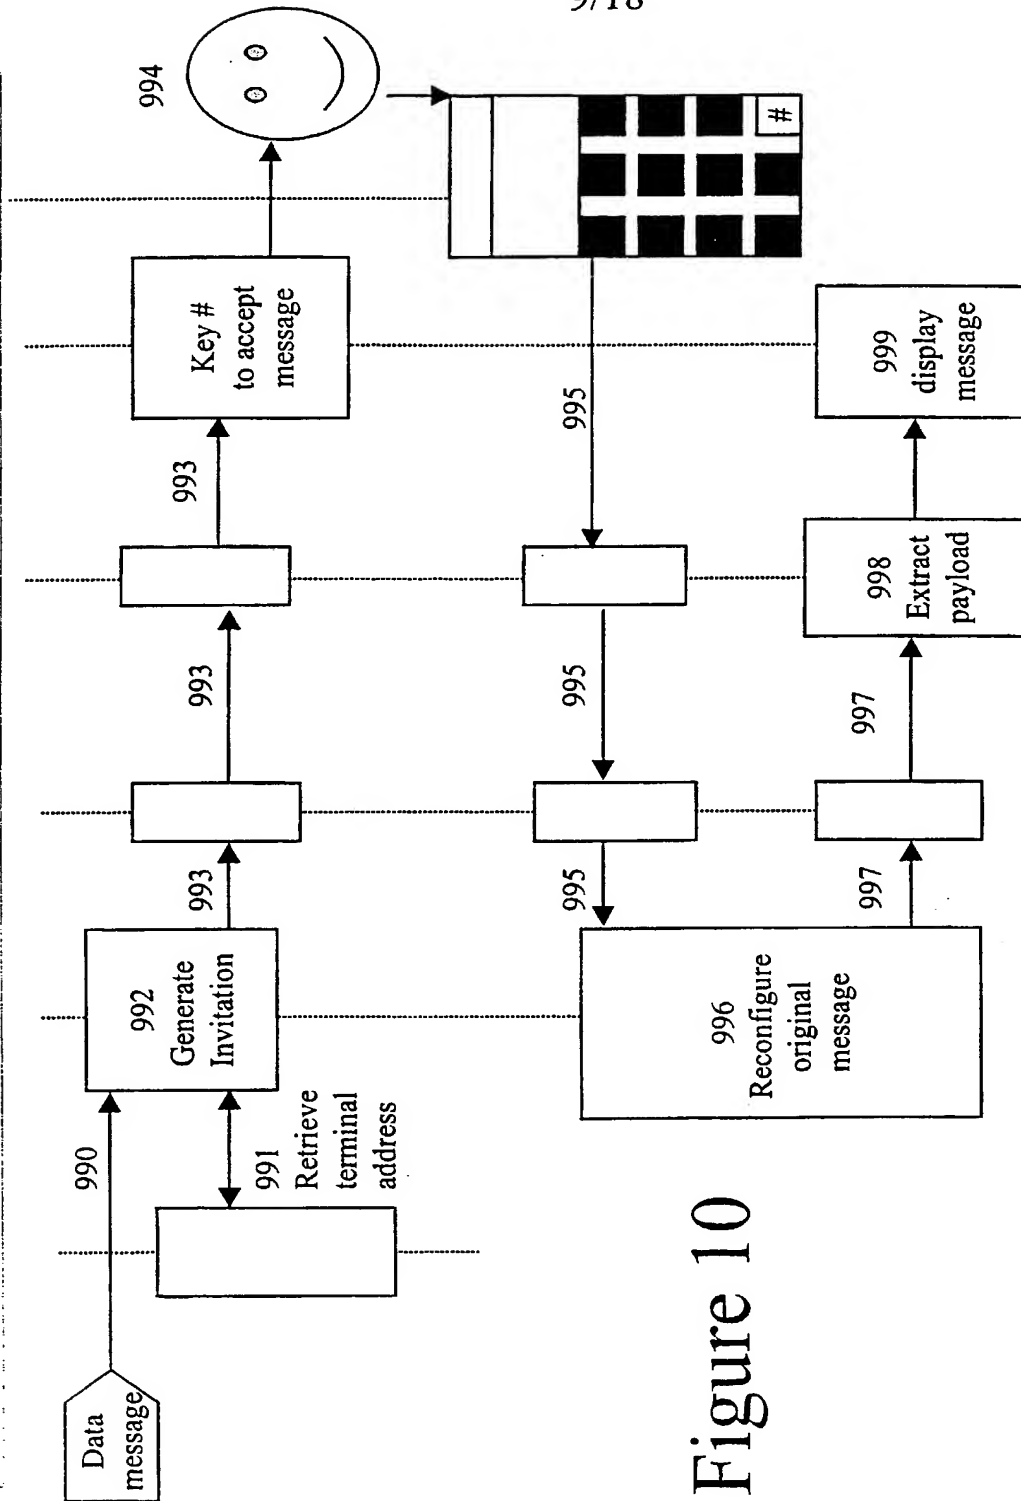 9/18
Data
message
990
991
Retrieve
terminal
address
992
Generate
Invitation
993
993
993
Key #
to accept
message
994
#
995
995
995
996
Reconfigure
original
message
997
997
998
Extract
payload
999
display
message
Figure 10